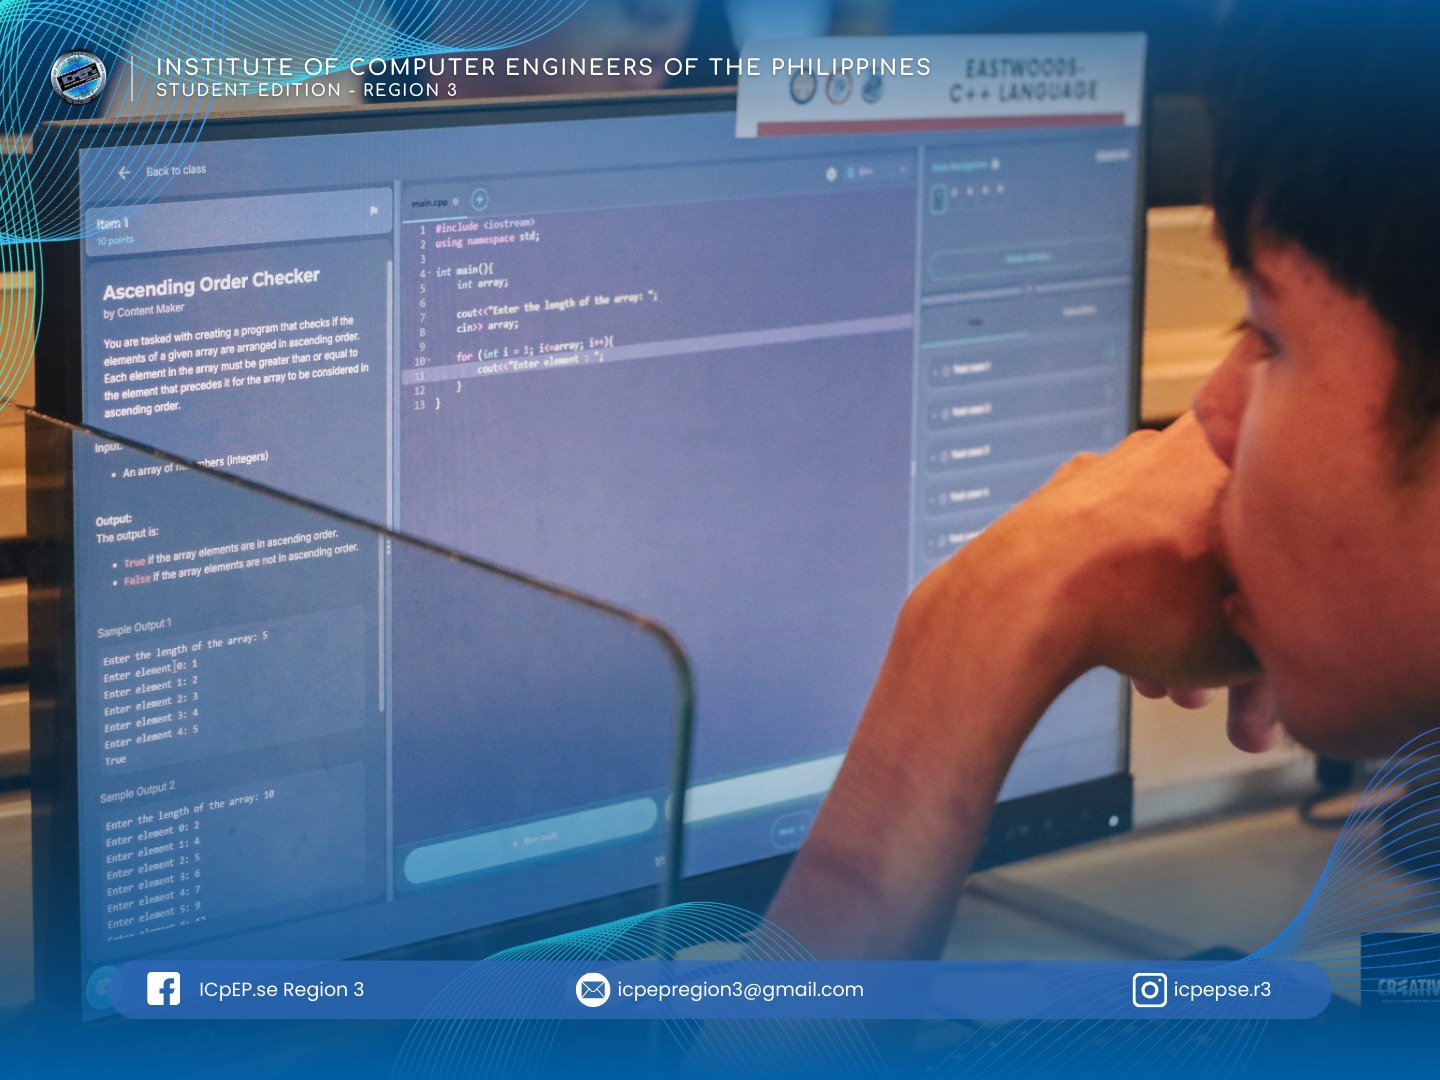 INSTITUTE OF COMPUTER ENGINEERS OF THE PHILIPPINES
STUDENT EDITION - REGION 3
EASTWOODS-
C++ LANGUAGE
Back to class
Item 1
10 points
Ascending Order Checker
by Content Maker
You are tasked with creating a program that checks if the
elements of a given array are arranged in ascending order.
Each element in the array must be greater than or equal to
the element that precedes it for the array to be considered in
ascending order.
Input:
An array of numbers (integers)
Output:
The output is:
True if the array elements are in ascending order.
False if the array elements are not in ascending order.
Sample Output 1
Enter the length of the array: 5
Enter element 0: 1
Enter element 1: 2
Enter element 2: 3
Enter element 3: 4
Enter element 4: 5
True
Sample Output 2
Enter the length of the array: 10
Enter element 0: 2
Enter element 1: 4
Enter element 2: 5
Enter element 3: 6
Enter element 4: 7
Enter element 5: 9
main.cpp
1 #include <iostream>
2 using namespace std;
3
4 int main(){
5 int array;
6
7 cout<<"Enter the length of the array: ";
8 cin>> array;
9
10 for (int i = 1; i<=array; i++){
11 cout<<"Enter element : ";
12 }
13 }
Run code
ICpEP.se Region 3
icpepregion3@gmail.com
icpepse.r3